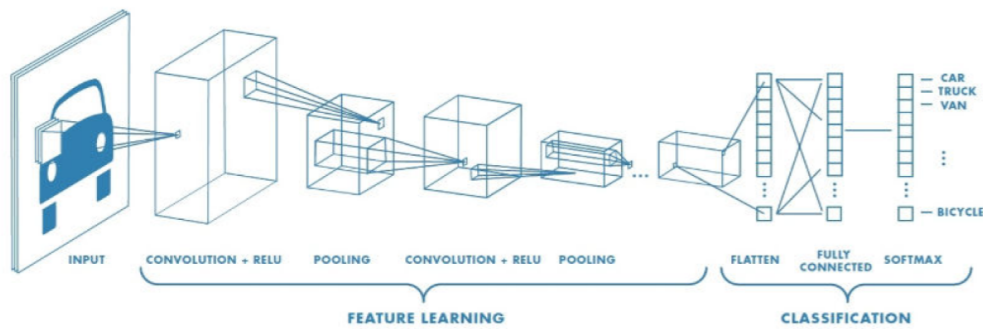 CAR
TRUCK
VAN
BICYCLE
INPUT
CONVOLUTION + RELU
POOLING
CONVOLUTION + RELU
POOLING
FLATTEN
FULLY
CONNECTED
SOFTMAX
FEATURE LEARNING
CLASSIFICATION